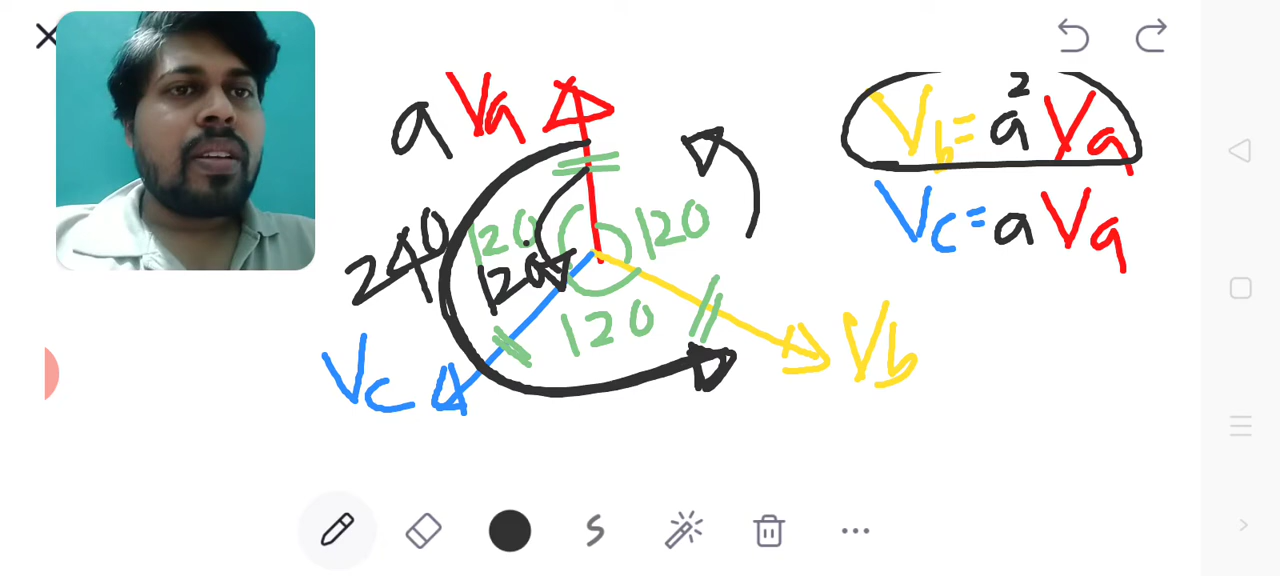 a Va
Vb = a² Va
Vc = a Va
120
120
240
120
120
Vc
Vb